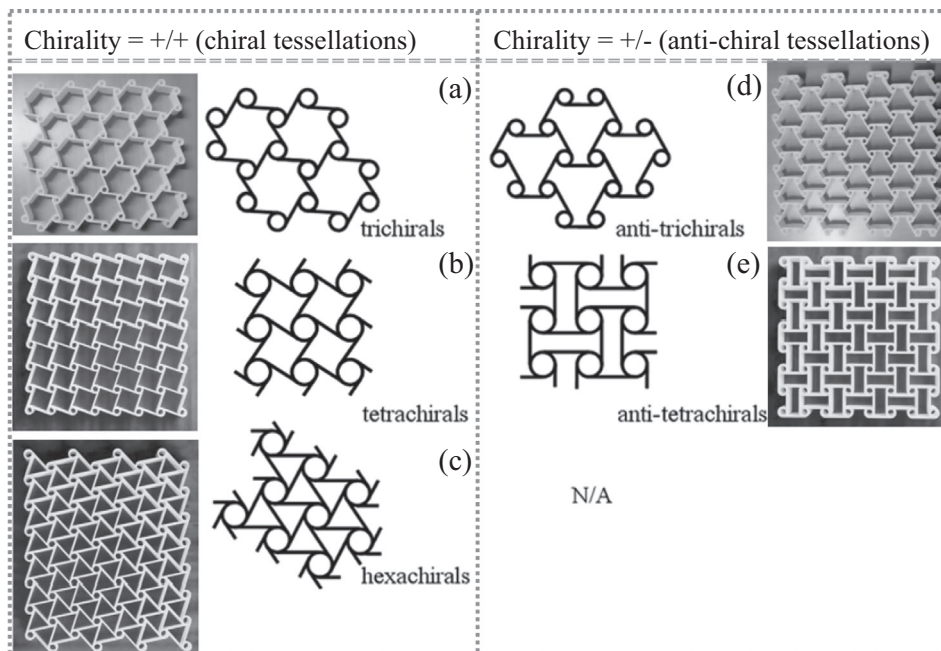 Chirality = +/+ (chiral tessellations)
Chirality = +/- (anti-chiral tessellations)
(a)
trichirals
(d)
anti-trichirals
(b)
tetrachirals
(e)
anti-tetrachirals
(c)
hexachirals
N/A